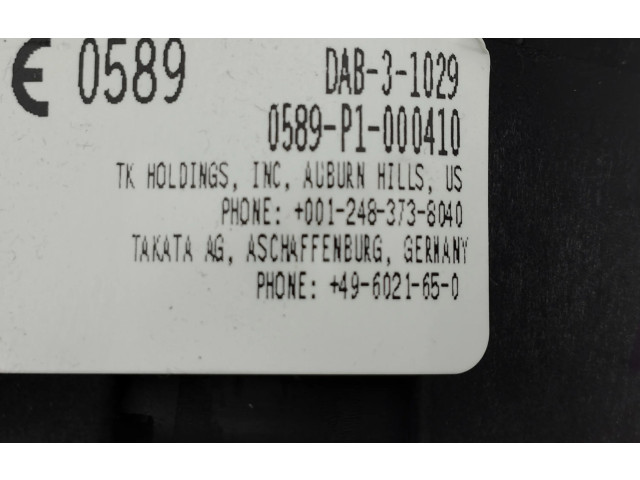 CE 0589 DAB-3-1029
0589-P1-000410
TK HOLDINGS, INC, AUBURN HILLS, US
PHONE: +001-248-373-8040
TAKATA AG, ASCHAFFENBURG, GERMANY
PHONE: +49-6021-65-0